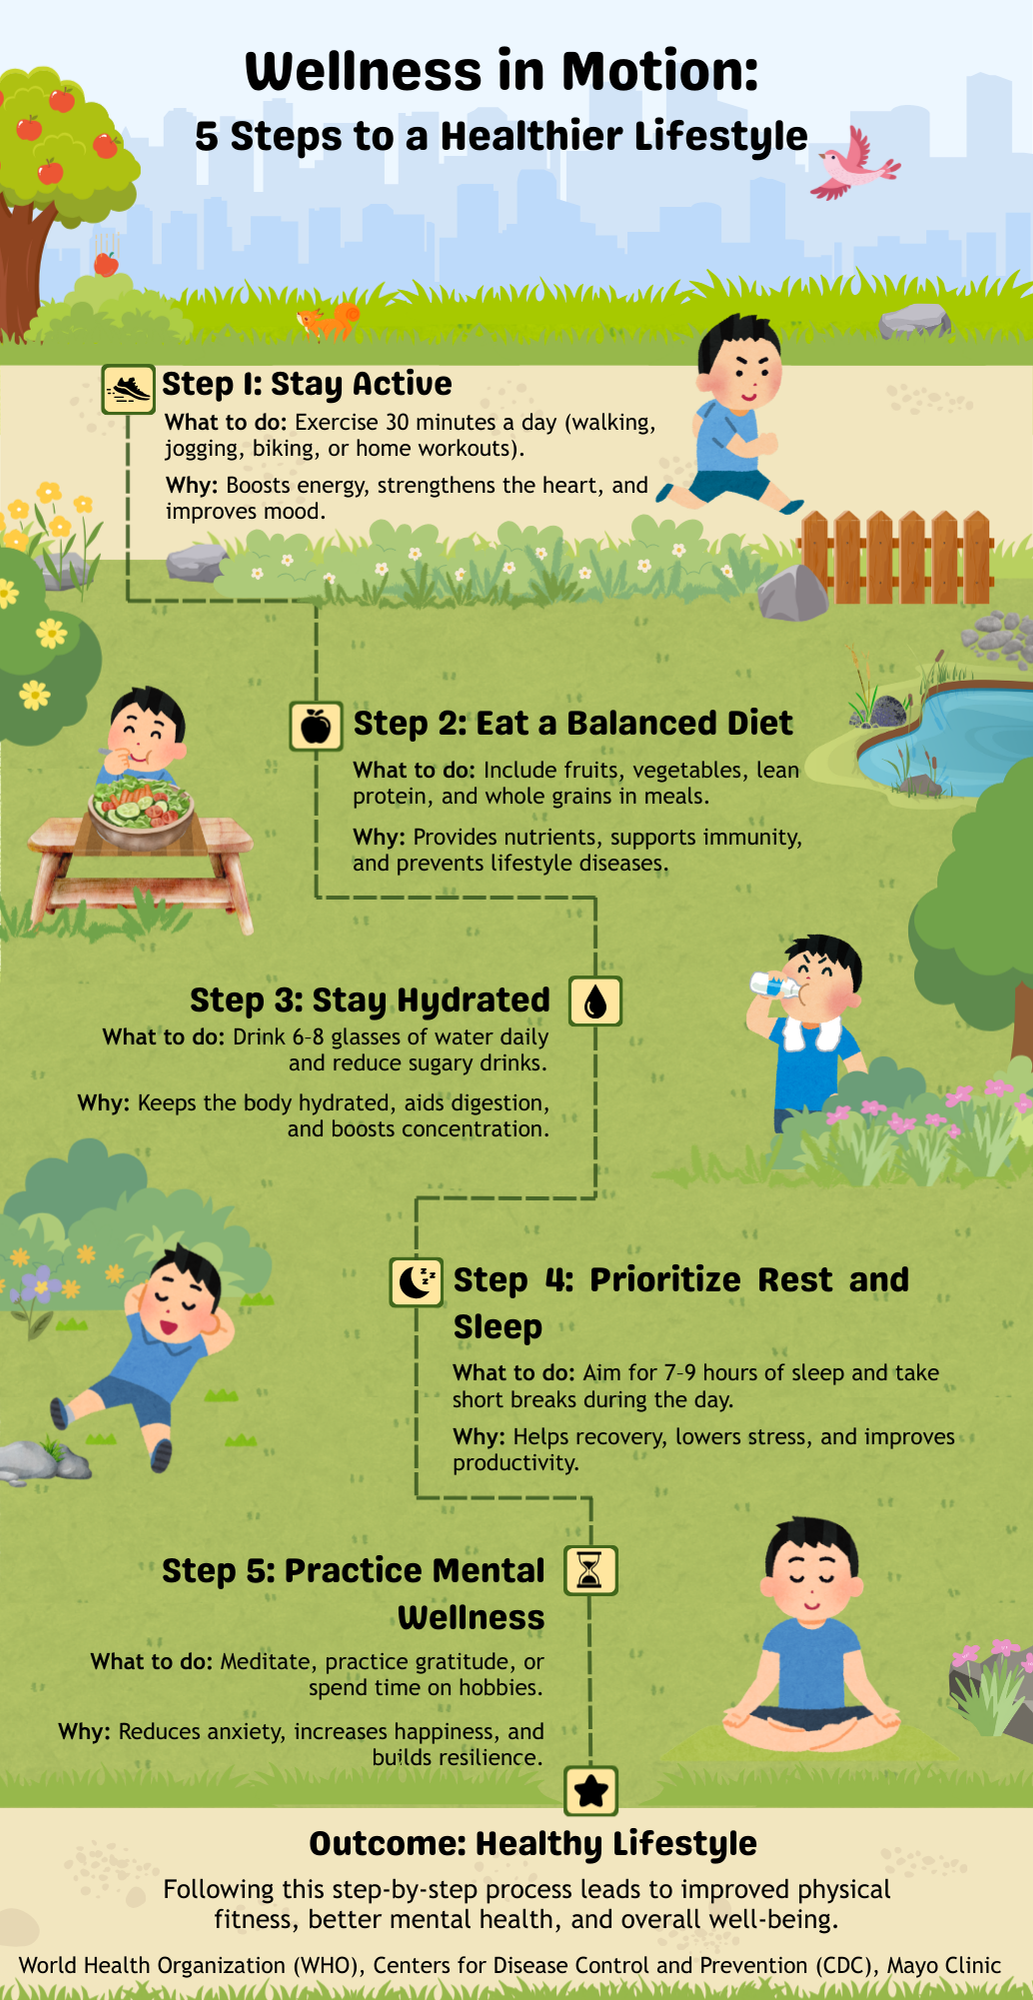 Wellness in Motion:
5 Steps to a Healthier Lifestyle
Step 1: Stay Active
What to do: Exercise 30 minutes a day (walking,
jogging, biking, or home workouts).
Why: Boosts energy, strengthens the heart, and
improves mood.
Step 2: Eat a Balanced Diet
What to do: Include fruits, vegetables, lean
protein, and whole grains in meals.
Why: Provides nutrients, supports immunity,
and prevents lifestyle diseases.
Step 3: Stay Hydrated
What to do: Drink 6-8 glasses of water daily
and reduce sugary drinks.
Why: Keeps the body hydrated, aids digestion,
and boosts concentration.
Step 4: Prioritize Rest and
Sleep
What to do: Aim for 7-9 hours of sleep and take
short breaks during the day.
Why: Helps recovery, lowers stress, and improves
productivity.
Step 5: Practice Mental
Wellness
What to do: Meditate, practice gratitude, or
spend time on hobbies.
Why: Reduces anxiety, increases happiness, and
builds resilience.
Outcome: Healthy Lifestyle
Following this step-by-step process leads to improved physical
fitness, better mental health, and overall well-being.
World Health Organization (WHO), Centers for Disease Control and Prevention (CDC), Mayo Clinic